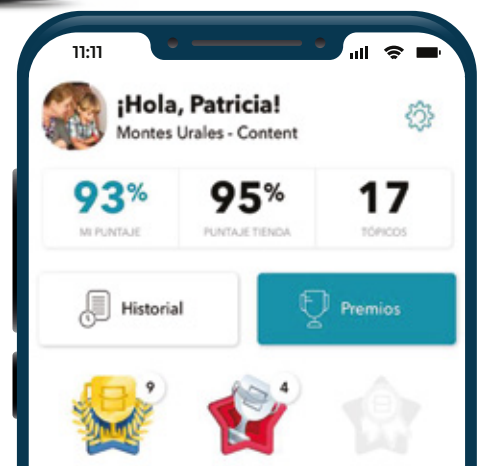 11:11
¡Hola, Patricia!
Montes Urales - Content
93% 95% 17
MI PUNTAJE PUNTAJE TIENDA TÓPICOS
Historial Premios
9 4